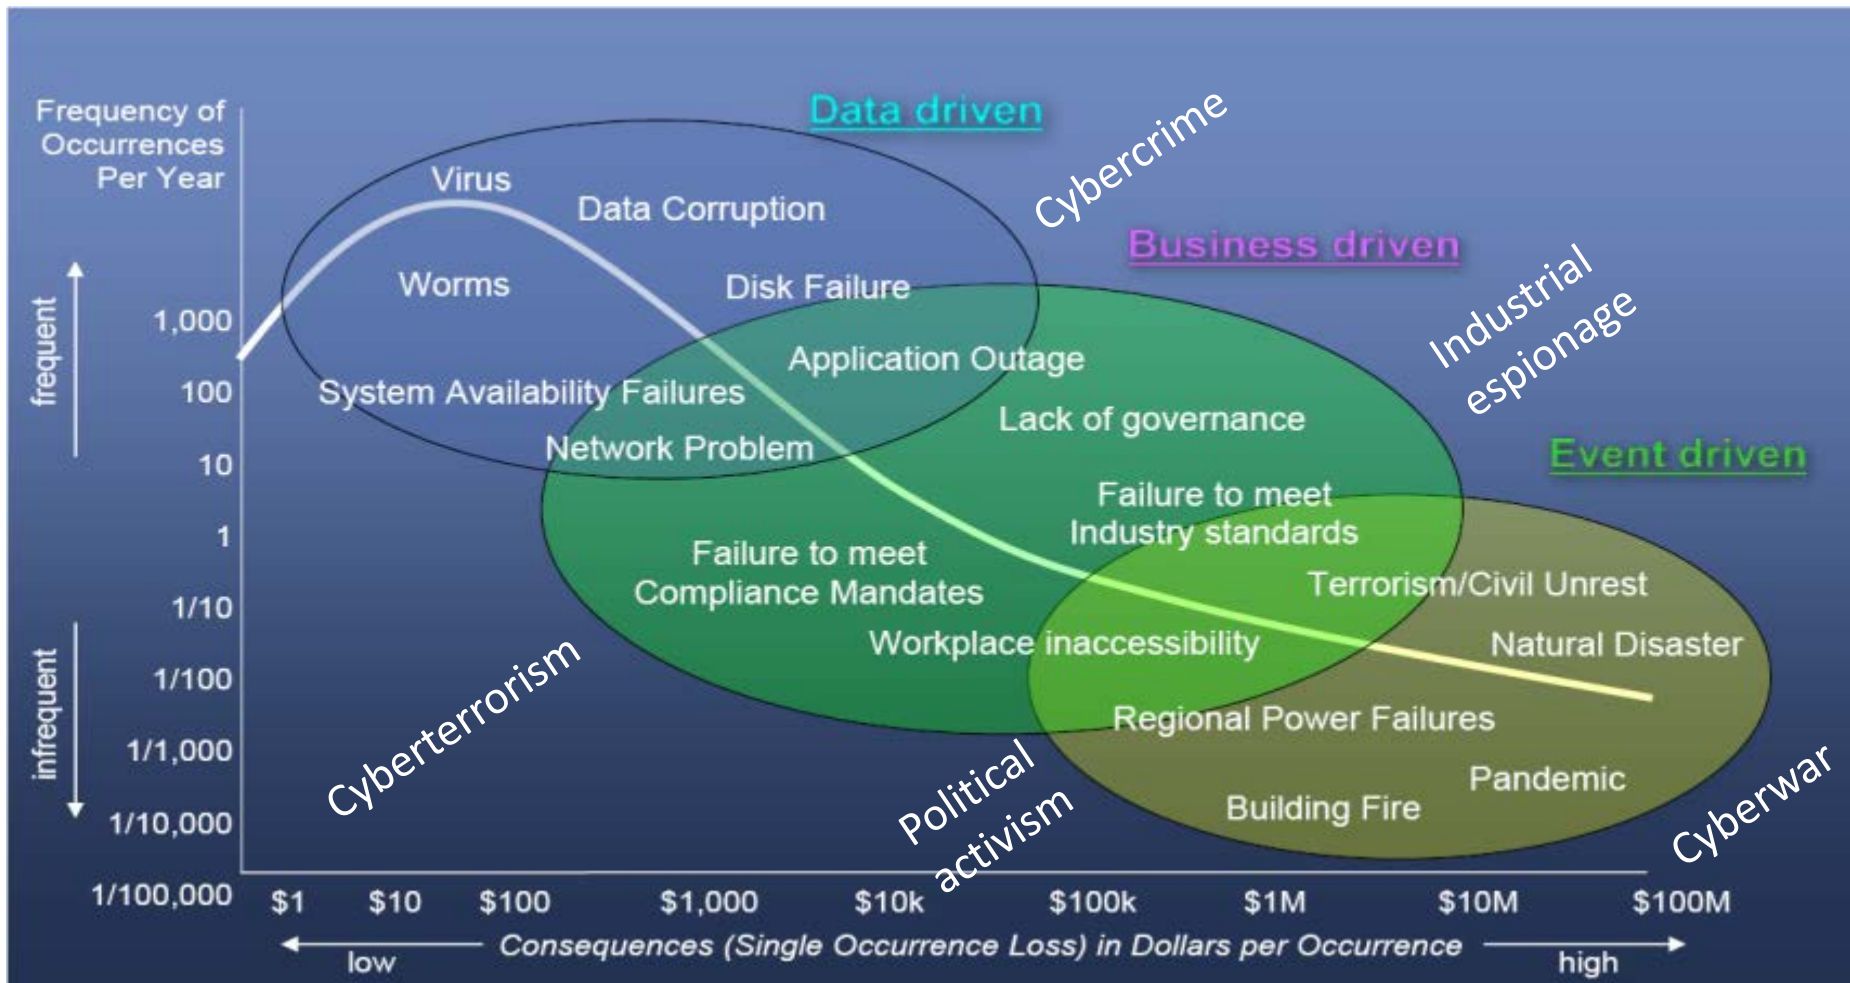 Frequency of
Occurrences
Per Year
Data driven
Cybercrime
Virus
Data Corruption
Business driven
Worms
Disk Failure
Industrial
espionage
frequent
1,000
Application Outage
100
System Availability Failures
Lack of governance
Network Problem
10
Event driven
Failure to meet
Industry standards
1
Failure to meet
Compliance Mandates
Terrorism/Civil Unrest
1/10
Workplace inaccessibility
Natural Disaster
infrequent
1/100
Cyberterrorism
Regional Power Failures
1/1,000
Political
activism
Pandemic
Building Fire
Cyberwar
1/10,000
1/100,000
$1 $10 $100 $1,000 $10k $100k $1M $10M $100M
Consequences (Single Occurrence Loss) in Dollars per Occurrence
low
high